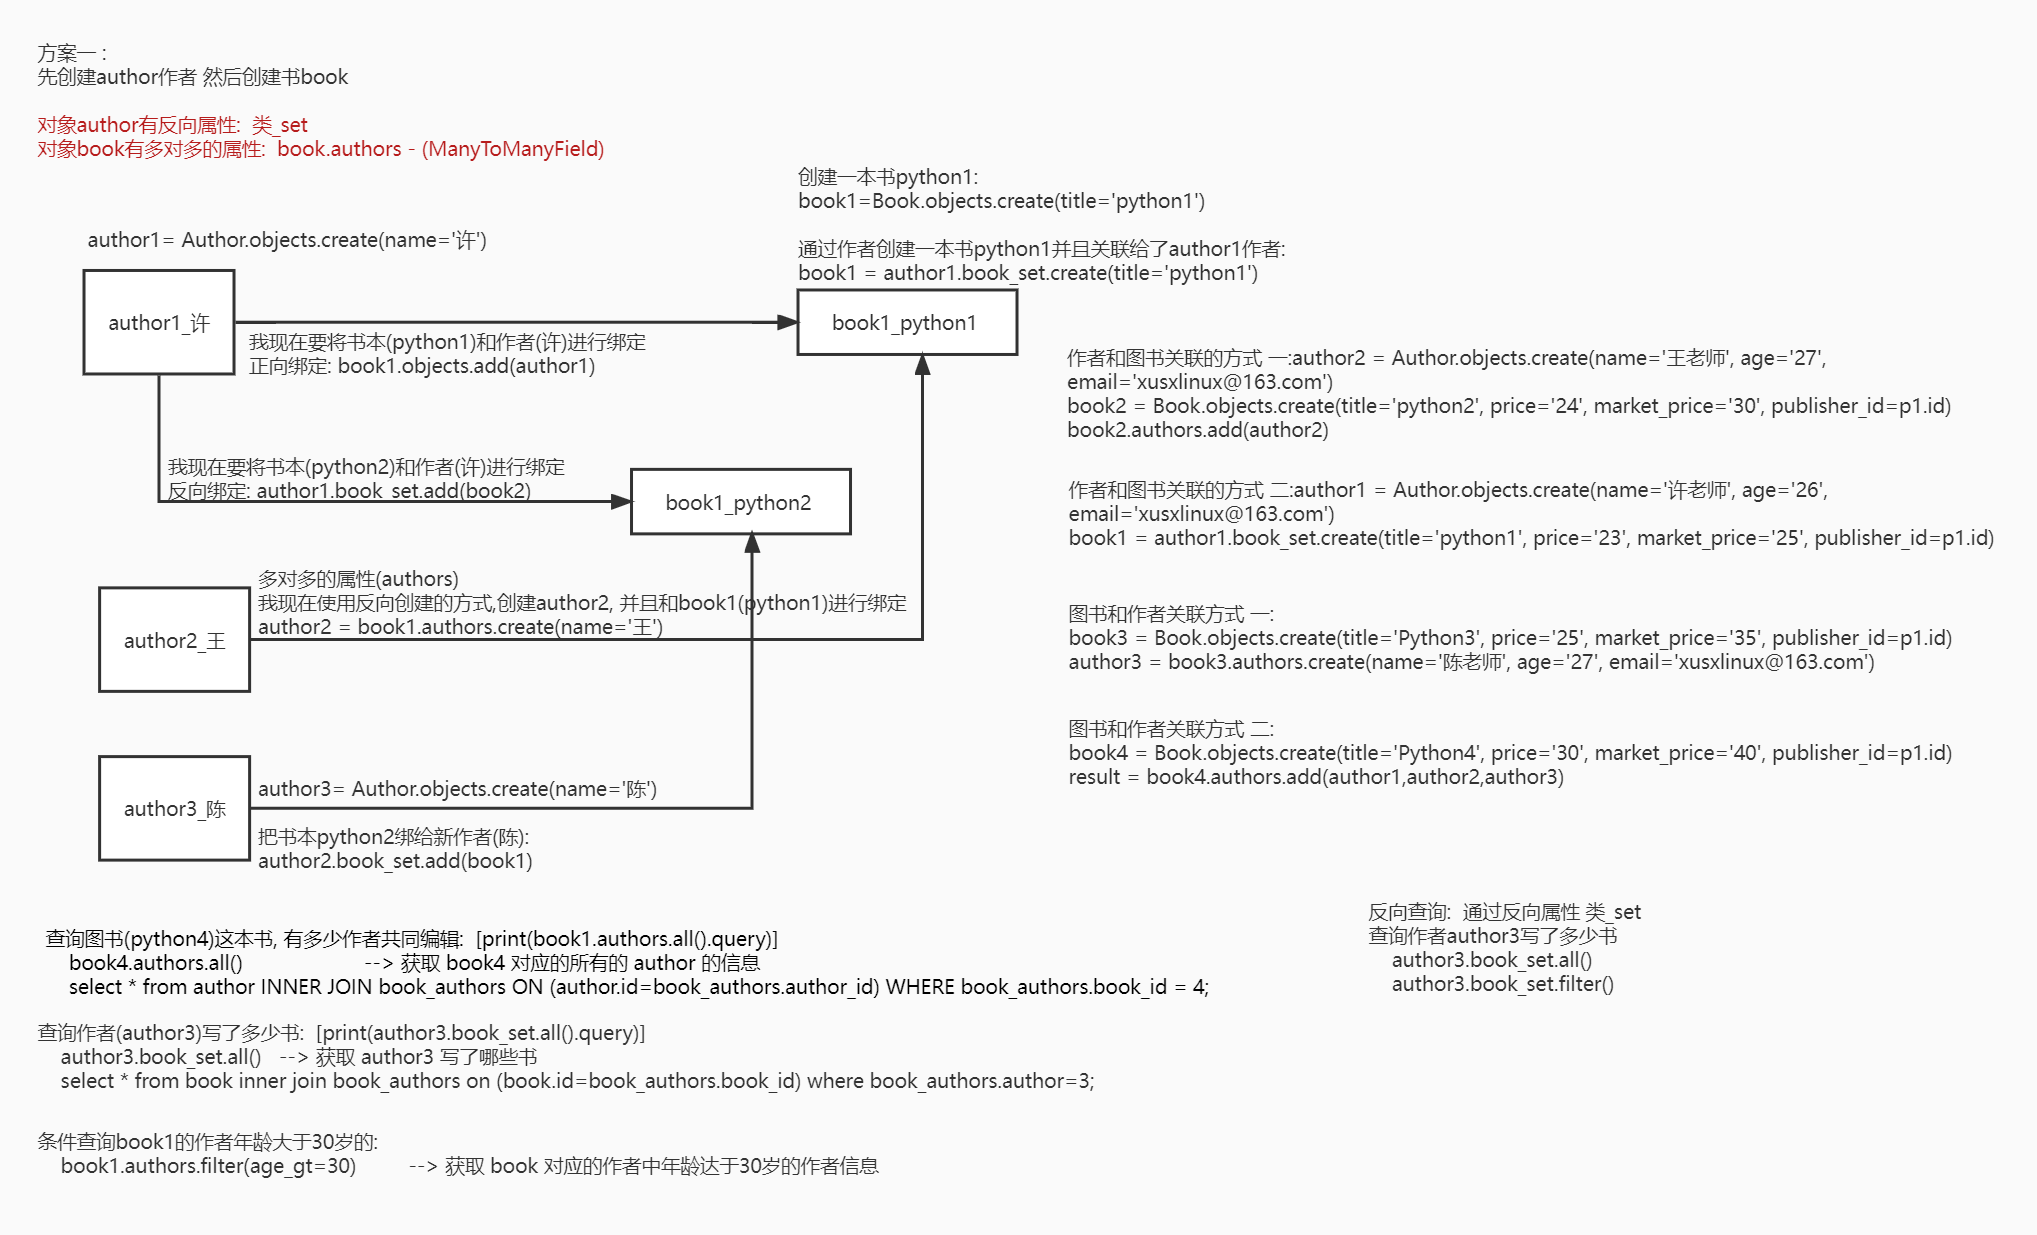 方案一 :
先创建author作者 然后创建书book
对象author有反向属性:  类_set
对象book有多对多的属性:  book.authors - (ManyToManyField)
创建一本书python1:
book1=Book.objects.create(title='python1')
通过作者创建一本书python1并且关联给了author1作者:
book1 = author1.book_set.create(title='python1')
author1= Author.objects.create(name='许')
author1_许
book1_python1
我现在要将书本(python1)和作者(许)进行绑定
正向绑定: book1.objects.add(author1)
作者和图书关联的方式 一:author2 = Author.objects.create(name='王老师', age='27',
email='xusxlinux@163.com')
book2 = Book.objects.create(title='python2', price='24', market_price='30', publisher_id=p1.id)
book2.authors.add(author2)
我现在要将书本(python2)和作者(许)进行绑定
反向绑定: author1.book_set.add(book2)
book1_python2
作者和图书关联的方式 二:author1 = Author.objects.create(name='许老师', age='26',
email='xusxlinux@163.com')
book1 = author1.book_set.create(title='python1', price='23', market_price='25', publisher_id=p1.id)
多对多的属性(authors)
我现在使用反向创建的方式,创建author2, 并且和book1(python1)进行绑定
author2 = book1.authors.create(name='王')
author2_王
图书和作者关联方式 一:
book3 = Book.objects.create(title='Python3', price='25', market_price='35', publisher_id=p1.id)
author3 = book3.authors.create(name='陈老师', age='27', email='xusxlinux@163.com')
图书和作者关联方式 二:
book4 = Book.objects.create(title='Python4', price='30', market_price='40', publisher_id=p1.id)
result = book4.authors.add(author1,author2,author3)
author3= Author.objects.create(name='陈')
author3_陈
把书本python2绑给新作者(陈):
author2.book_set.add(book1)
反向查询:  通过反向属性 类_set
查询作者author3写了多少书
author3.book_set.all()
author3.book_set.filter()
查询图书(python4)这本书, 有多少作者共同编辑:  [print(book1.authors.all().query)]
book4.authors.all()                    --> 获取 book4 对应的所有的 author 的信息
select * from author INNER JOIN book_authors ON (author.id=book_authors.author_id) WHERE book_authors.book_id = 4;
查询作者(author3)写了多少书:  [print(author3.book_set.all().query)]
author3.book_set.all()   --> 获取 author3 写了哪些书
select * from book inner join book_authors on (book.id=book_authors.book_id) where book_authors.author=3;
条件查询book1的作者年龄大于30岁的:
book1.authors.filter(age_gt=30)         --> 获取 book 对应的作者中年龄达于30岁的作者信息